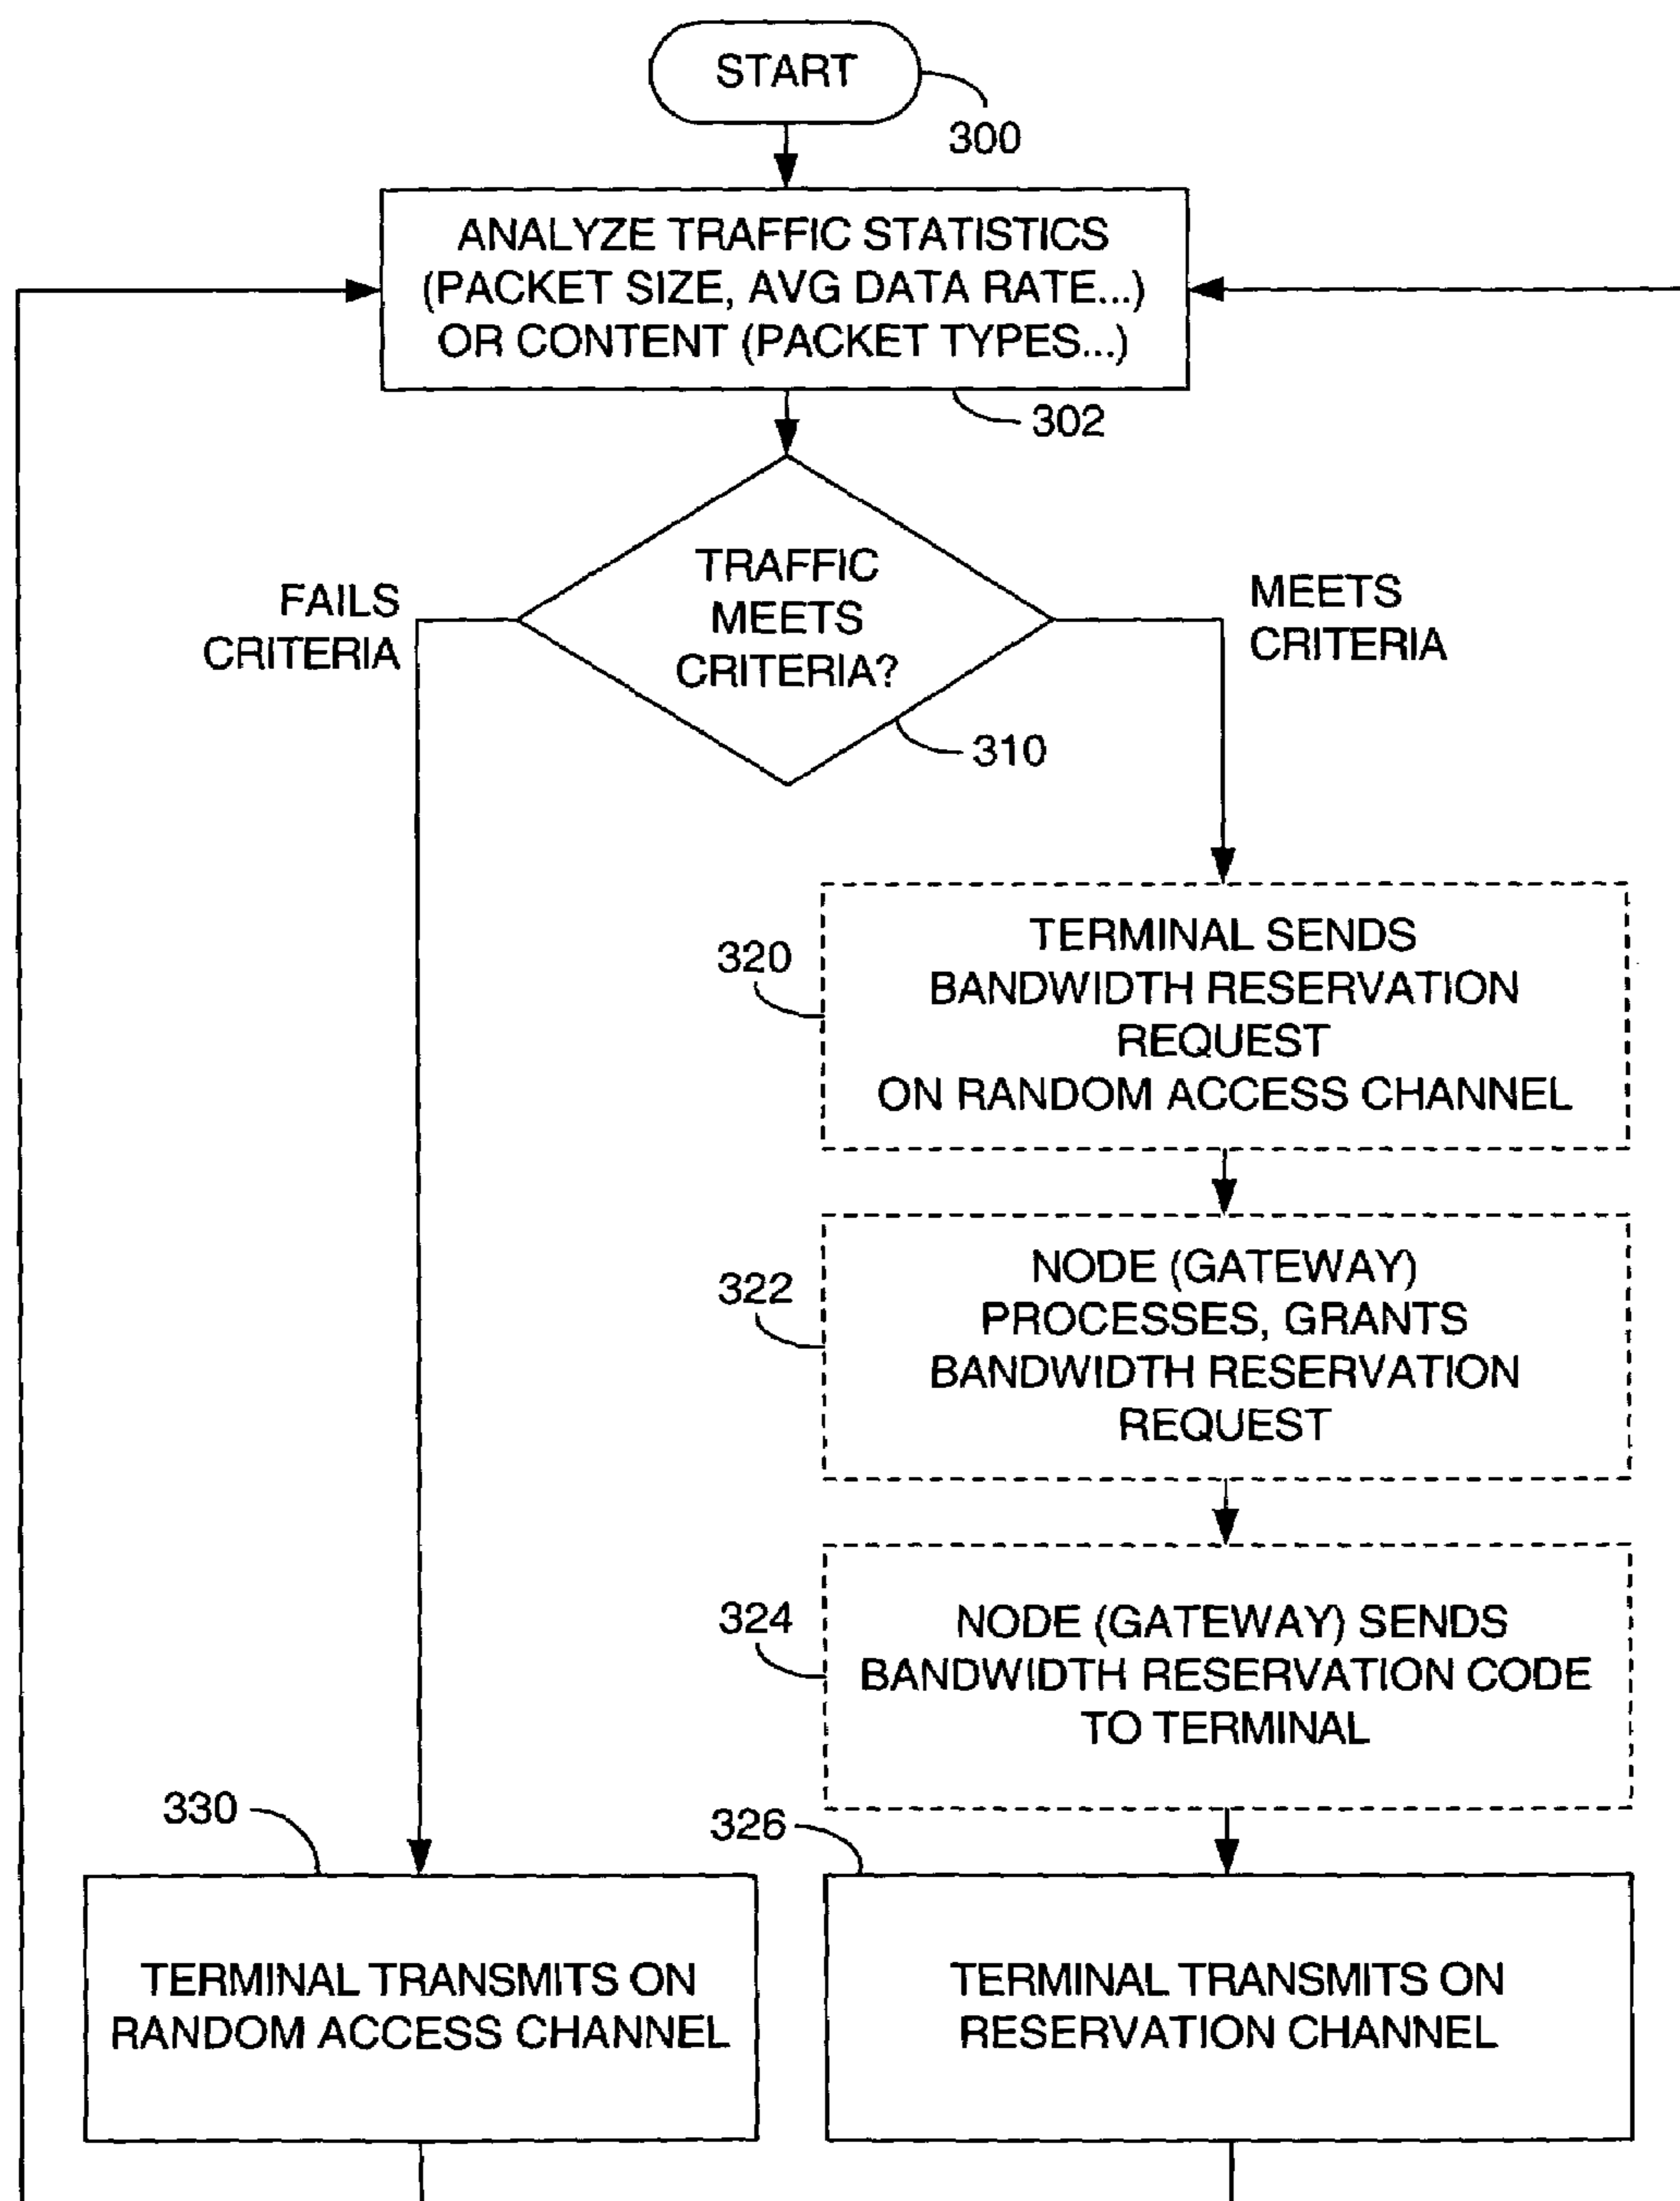 START
300
ANALYZE TRAFFIC STATISTICS
(PACKET SIZE, AVG DATA RATE...)
OR CONTENT (PACKET TYPES...)
302
TRAFFIC
MEETS
CRITERIA?
310
FAILS
CRITERIA
MEETS
CRITERIA
320
TERMINAL SENDS
BANDWIDTH RESERVATION
REQUEST
ON RANDOM ACCESS CHANNEL
322
NODE (GATEWAY)
PROCESSES, GRANTS
BANDWIDTH RESERVATION
REQUEST
324
NODE (GATEWAY) SENDS
BANDWIDTH RESERVATION CODE
TO TERMINAL
330
TERMINAL TRANSMITS ON
RANDOM ACCESS CHANNEL
326
TERMINAL TRANSMITS ON
RESERVATION CHANNEL